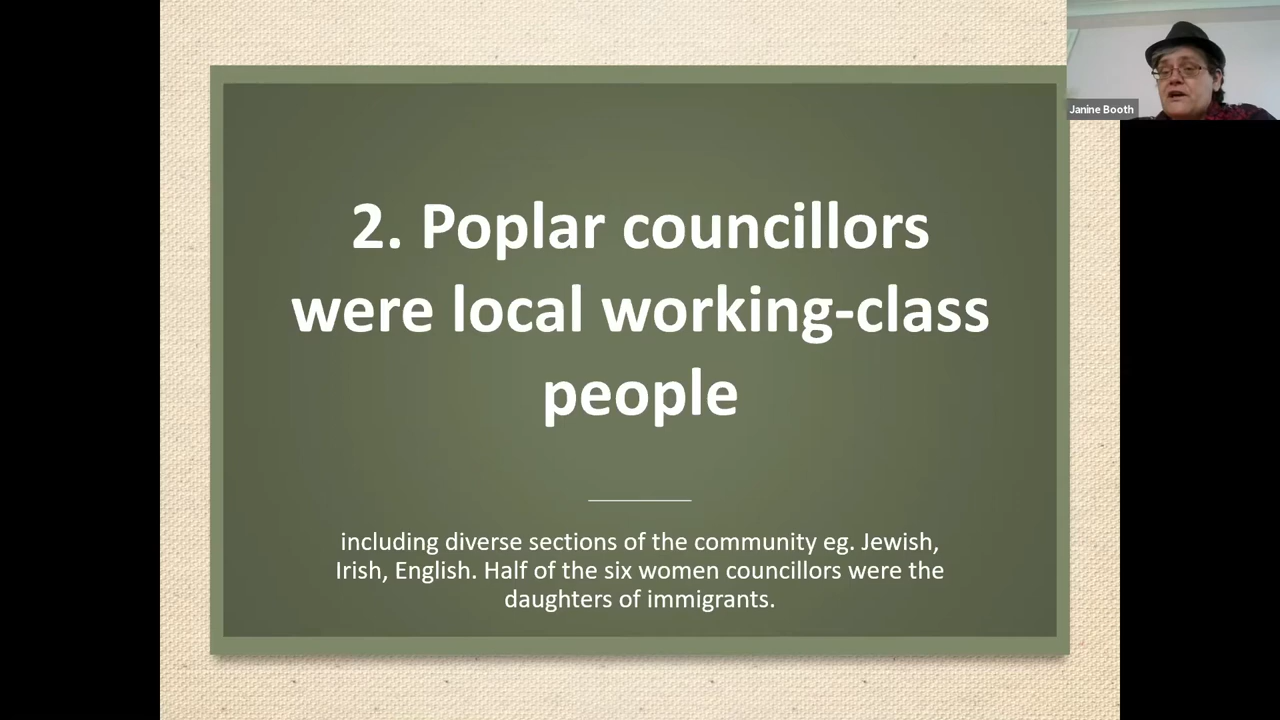 Janine Booth
2. Poplar councillors
were local working-class
people
including diverse sections of the community eg. Jewish,
Irish, English. Half of the six women councillors were the
daughters of immigrants.